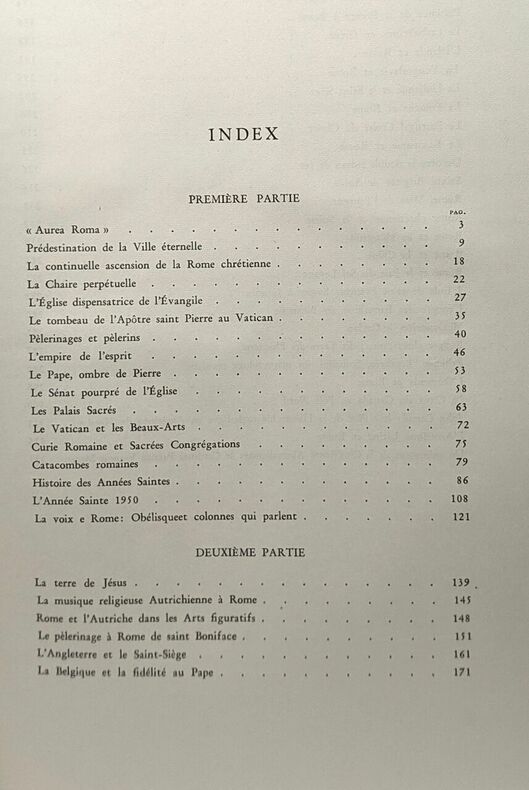 INDEX
PREMIÈRE PARTIE
PAG.
« Aurea Roma » . . . . . . . . . . . . . . . 3
Prédestination de la Ville éternelle . . . . . . . . . . . 9
La continuelle ascension de la Rome chrétienne . . . . . . . . 18
La Chaire perpétuelle . . . . . . . . . . . . . . 22
L'Église dispensatrice de l'Évangile . . . . . . . . . . . 27
Le tombeau de l'Apôtre saint Pierre au Vatican . . . . . . . . 35
Pèlerinages et pèlerins . . . . . . . . . . . . . 40
L'empire de l'esprit . . . . . . . . . . . . . . 46
Le Pape, ombre de Pierre . . . . . . . . . . . . 53
Le Sénat pourpré de l'Église . . . . . . . . . . . 58
Les Palais Sacrés . . . . . . . . . . . . . . 63
Le Vatican et les Beaux-Arts . . . . . . . . . . . 72
Curie Romaine et Sacrées Congrégations . . . . . . . . . 75
Catacombes romaines . . . . . . . . . . . . . 79
Histoire des Années Saintes . . . . . . . . . . . . 86
L'Année Sainte 1950 . . . . . . . . . . . . . 108
La voix e Rome: Obélisqueet colonnes qui parlent . . . . . . . 121
DEUXIÈME PARTIE
La terre de Jésus . . . . . . . . . . . . . . 139
La musique religieuse Autrichienne à Rome . . . . . . . . . 145
Rome et l'Autriche dans les Arts figuratifs . . . . . . . . . 148
Le pèlerinage à Rome de saint Boniface . . . . . . . . . 151
L'Angleterre et le Saint-Siège . . . . . . . . . . . 161
La Belgique et la fidélité au Pape . . . . . . . . . . 171